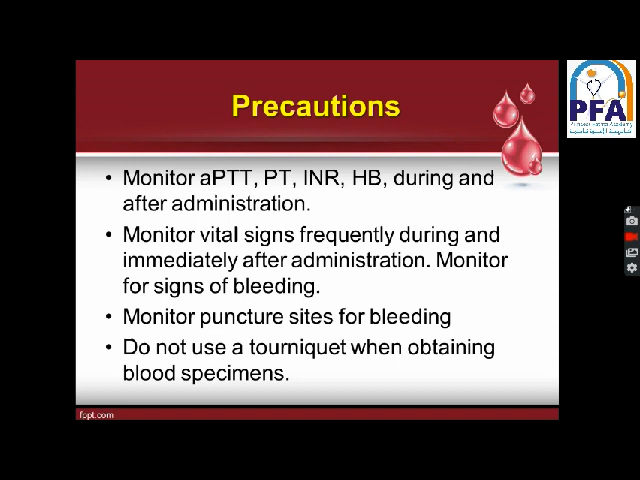 Precautions
PFA
• Monitor aPTT, PT, INR, HB, during and
after administration.
• Monitor vital signs frequently during and
immediately after administration. Monitor
for signs of bleeding.
• Monitor puncture sites for bleeding
• Do not use a tourniquet when obtaining
blood specimens.
fppt.com